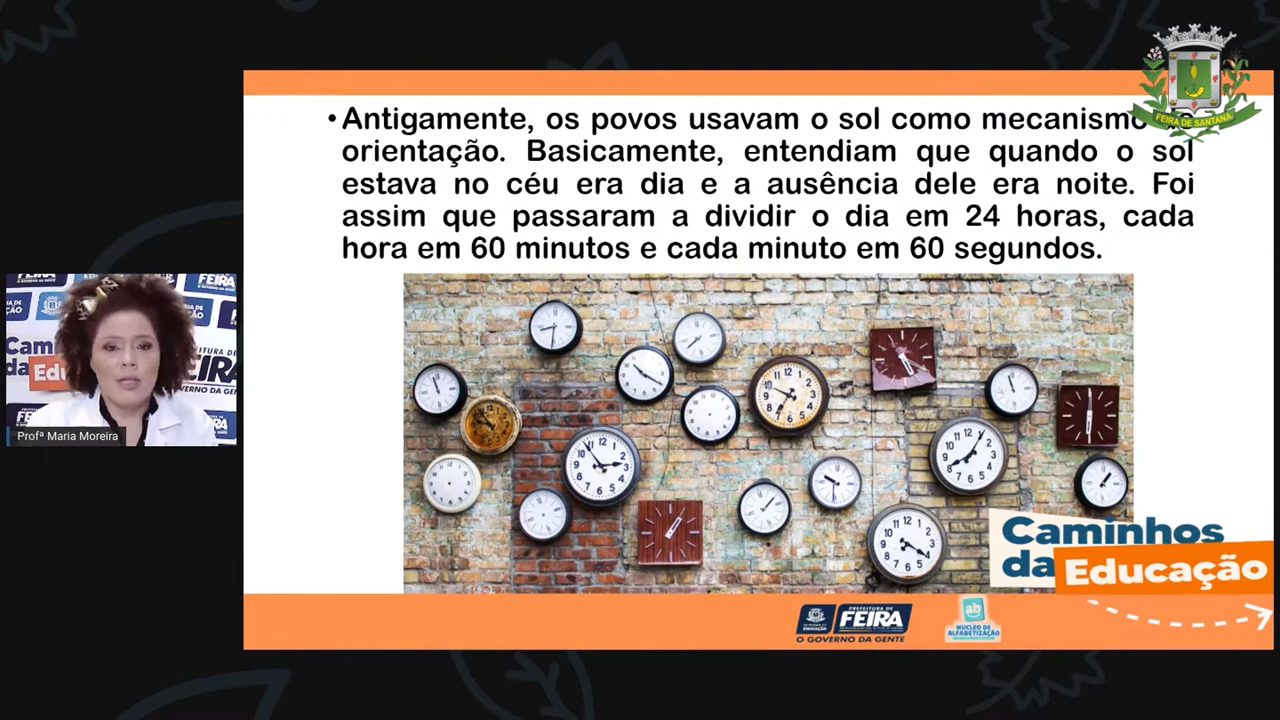 FEIRA DE SANTANA
• Antigamente, os povos usavam o sol como mecanismo
orientação. Basicamente, entendiam que quando o sol
estava no céu era dia e a ausência dele era noite. Foi
assim que passaram a dividir o dia em 24 horas, cada
hora em 60 minutos e cada minuto em 60 segundos.
Profª Maria Moreira
Caminhos
da Educação
PREFEITURA DE
FEIRA
EDUCAÇÃO
O GOVERNO DA GENTE
ab
NÚCLEO DE
ALFABETIZAÇÃO